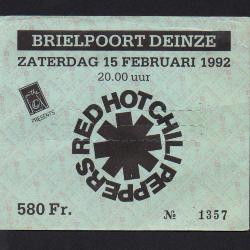 BRIELPOORT DEINZE
ZATERDAG 15 FEBRUARI 1992
20.00 uur
PRESENTS
RED HOT CHILI PEPPERS
580 Fr.
№ 1357